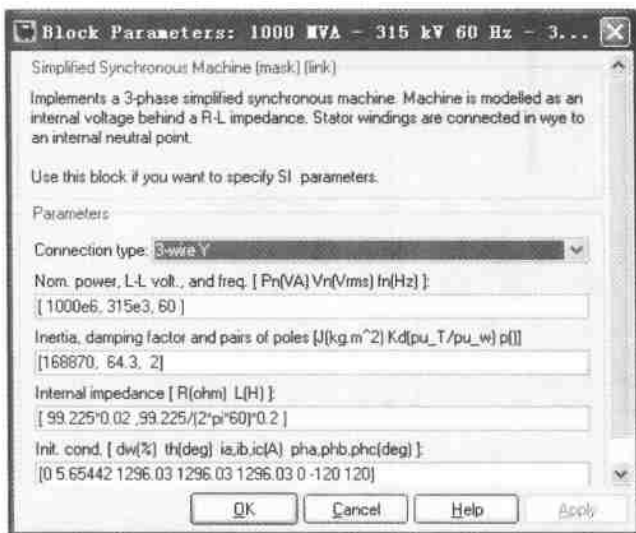 Block Parameters: 1000 MVA - 315 kV 60 Hz - 3...
Simplified Synchronous Machine (mask) (link)
Implements a 3-phase simplified synchronous machine. Machine is modelled as an
internal voltage behind a R-L impedance. Stator windings are connected in wye to
an internal neutral point.
Use this block if you want to specify SI parameters.
Parameters
Connection type: 3-wire Y
Nom. power, L-L volt., and freq. [ Pn(VA) Vn(Vrms) fn(Hz) ]:
[ 1000e6, 315e3, 60 ]
Inertia, damping factor and pairs of poles [J(kg.m^2) Kd(pu_T/pu_w) p()]
[168870, 64.3, 2]
Internal impedance [ R(ohm) L(H) ]:
[ 99.225*0.02 ,99.225/(2*pi*60)*0.2 ]
Init. cond. [ dw(%) th(deg) ia,ib,ic(A) pha,phb,phc(deg) ]:
[0 5.65442 1296.03 1296.03 1296.03 0 -120 120]
OK
Cancel
Help
Apply